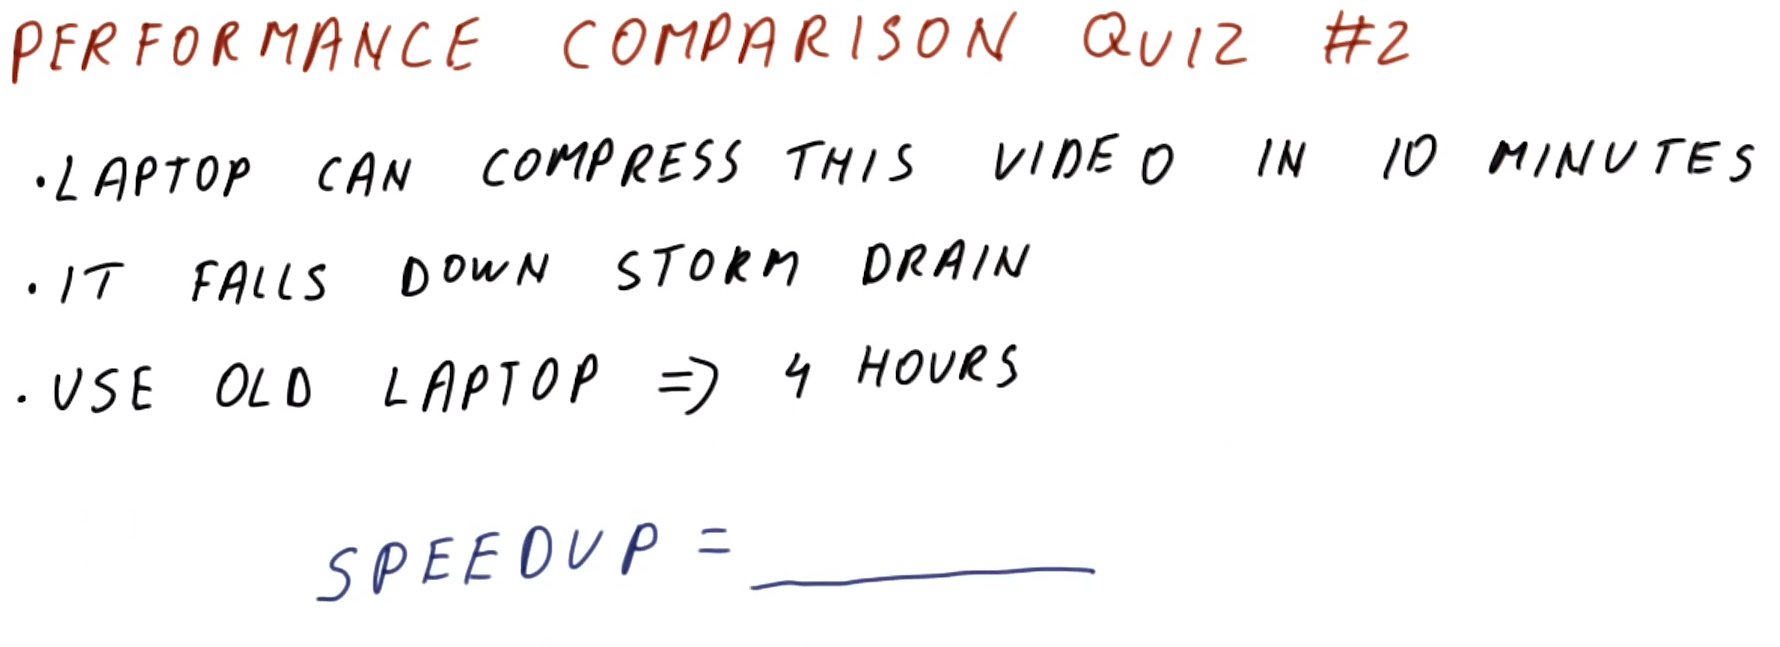 PERFORMANCE COMPARISON QUIZ #2
·LAPTOP CAN COMPRESS THIS VIDEO IN 10 MINUTES
·IT FALLS DOWN STORM DRAIN
·USE OLD LAPTOP => 4 HOURS
SPEEDUP = ________